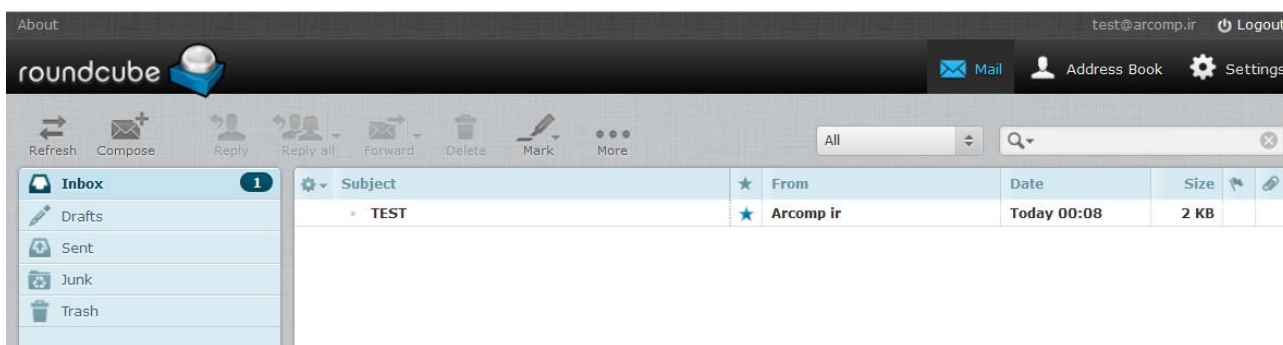 About test@arcomp.ir Logout
roundcube Mail Address Book Settings
Refresh Compose Reply Reply all Forward Delete Mark More All
Inbox 1 Subject From Date Size
Drafts TEST Arcomp ir Today 00:08 2 KB
Sent
Junk
Trash